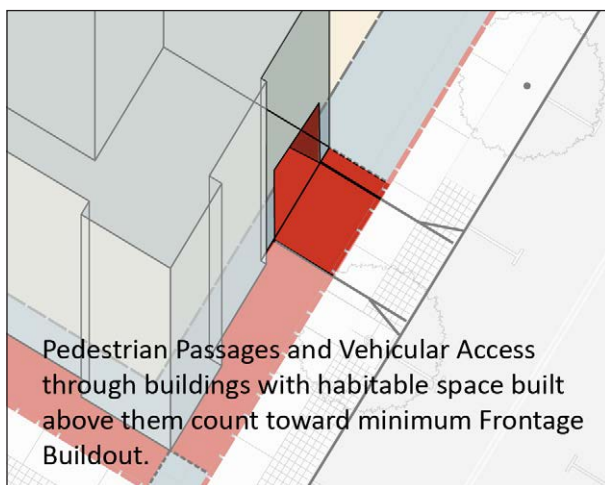 Pedestrian Passages and Vehicular Access
through buildings with habitable space built
above them count toward minimum Frontage
Buildout.